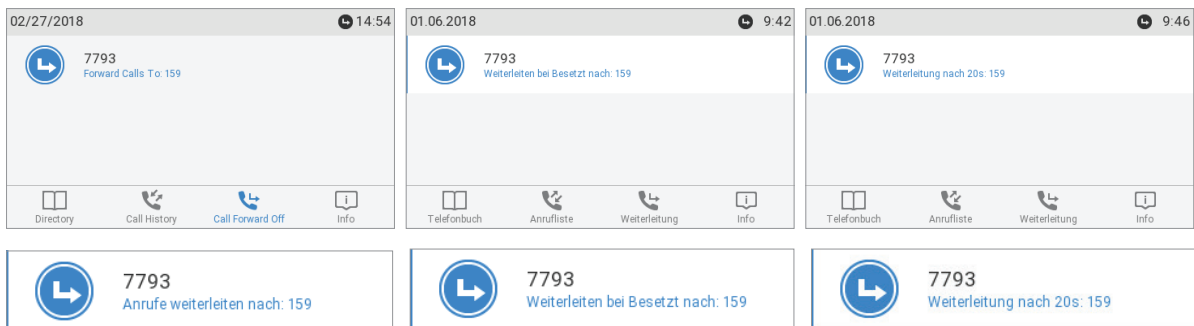 02/27/2018 14:54
7793
Forward Calls To: 159
Directory Call History Call Forward Off Info
01.06.2018 9:42
7793
Weiterleiten bei Besetzt nach: 159
Telefonbuch Anrufliste Weiterleitung Info
01.06.2018 9:46
7793
Weiterleitung nach 20s: 159
Telefonbuch Anrufliste Weiterleitung Info
7793
Anrufe weiterleiten nach: 159
7793
Weiterleiten bei Besetzt nach: 159
7793
Weiterleitung nach 20s: 159